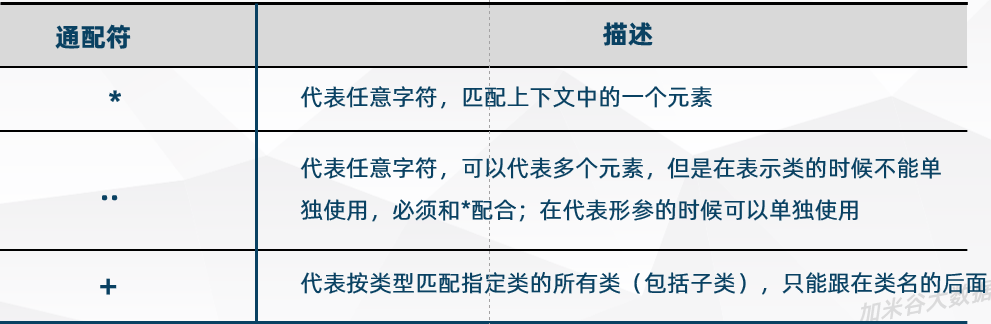 通配符 描述
* 代表任意字符，匹配上下文中的一个元素
代表任意字符，可以代表多个元素，但是在表示类的时候不能单
..
独使用，必须和*配合；在代表形参的时候可以单独使用
+ 代表按类型匹配指定类的所有类（包括子类），只能跟在类名的后面
加米谷大数据